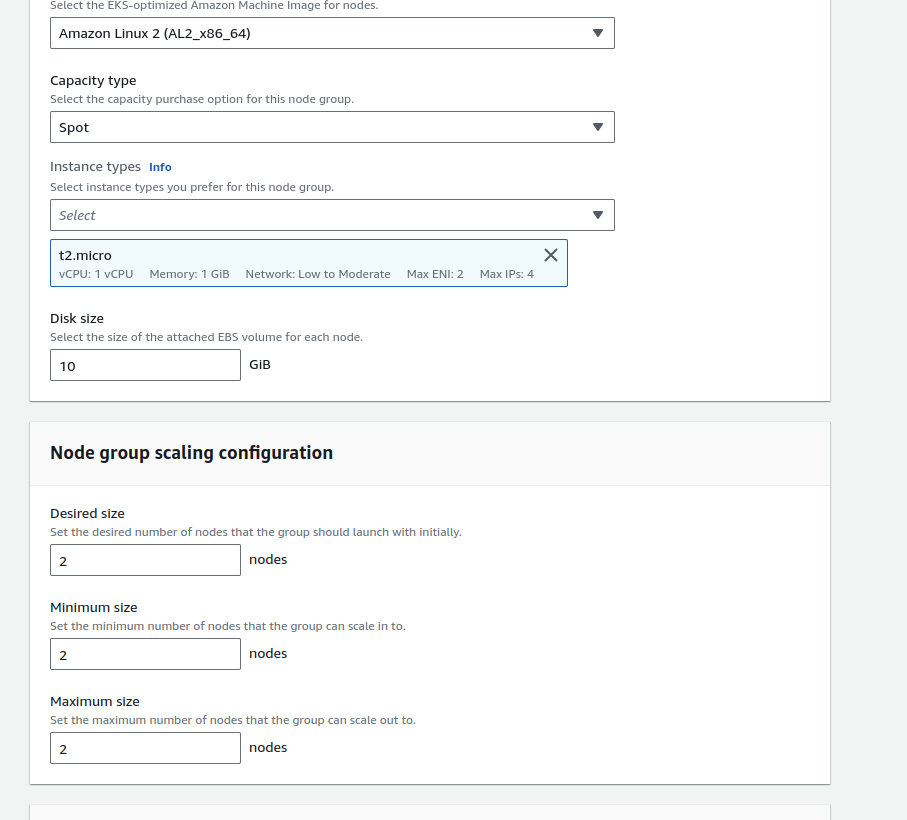 Select the EKS-optimized Amazon Machine Image for nodes.
Amazon Linux 2 (AL2_x86_64)
Capacity type
Select the capacity purchase option for this node group.
Spot
Instance types Info
Select instance types you prefer for this node group.
Select
t2.micro
vCPU: 1 vCPU Memory: 1 GiB Network: Low to Moderate Max ENI: 2 Max IPs: 4
Disk size
Select the size of the attached EBS volume for each node.
10 GiB
Node group scaling configuration
Desired size
Set the desired number of nodes that the group should launch with initially.
2 nodes
Minimum size
Set the minimum number of nodes that the group can scale in to.
2 nodes
Maximum size
Set the maximum number of nodes that the group can scale out to.
2 nodes